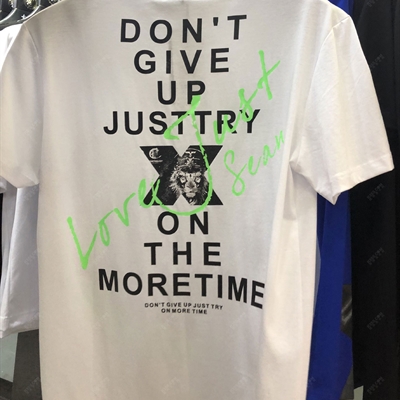 DON'T
GIVE
UP
JUSTTRY
X
ON
THE
MORETIME
Love Just
Sean
DON'T GIVE UP JUST TRY
ON MORE TIME